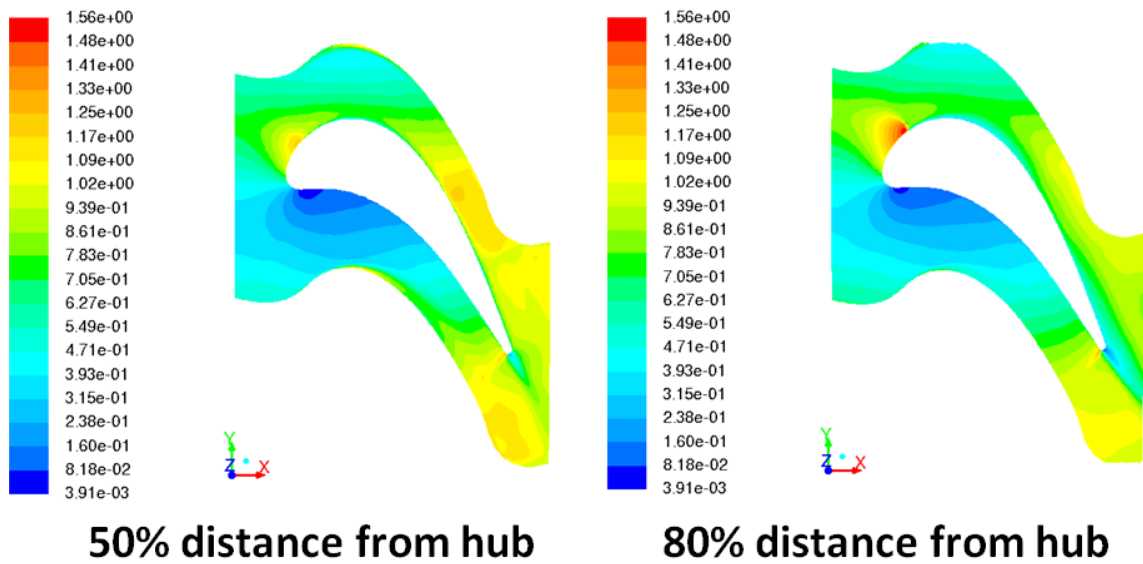 1.56e+00
1.48e+00
1.41e+00
1.33e+00
1.25e+00
1.17e+00
1.09e+00
1.02e+00
9.39e-01
8.61e-01
7.83e-01
7.05e-01
6.27e-01
5.49e-01
4.71e-01
3.93e-01
3.15e-01
2.38e-01
1.60e-01
8.18e-02
3.91e-03
Y
Z
X
50% distance from hub
1.56e+00
1.48e+00
1.41e+00
1.33e+00
1.25e+00
1.17e+00
1.09e+00
1.02e+00
9.39e-01
8.61e-01
7.83e-01
7.05e-01
6.27e-01
5.49e-01
4.71e-01
3.93e-01
3.15e-01
2.38e-01
1.60e-01
8.18e-02
3.91e-03
Y
Z
X
80% distance from hub